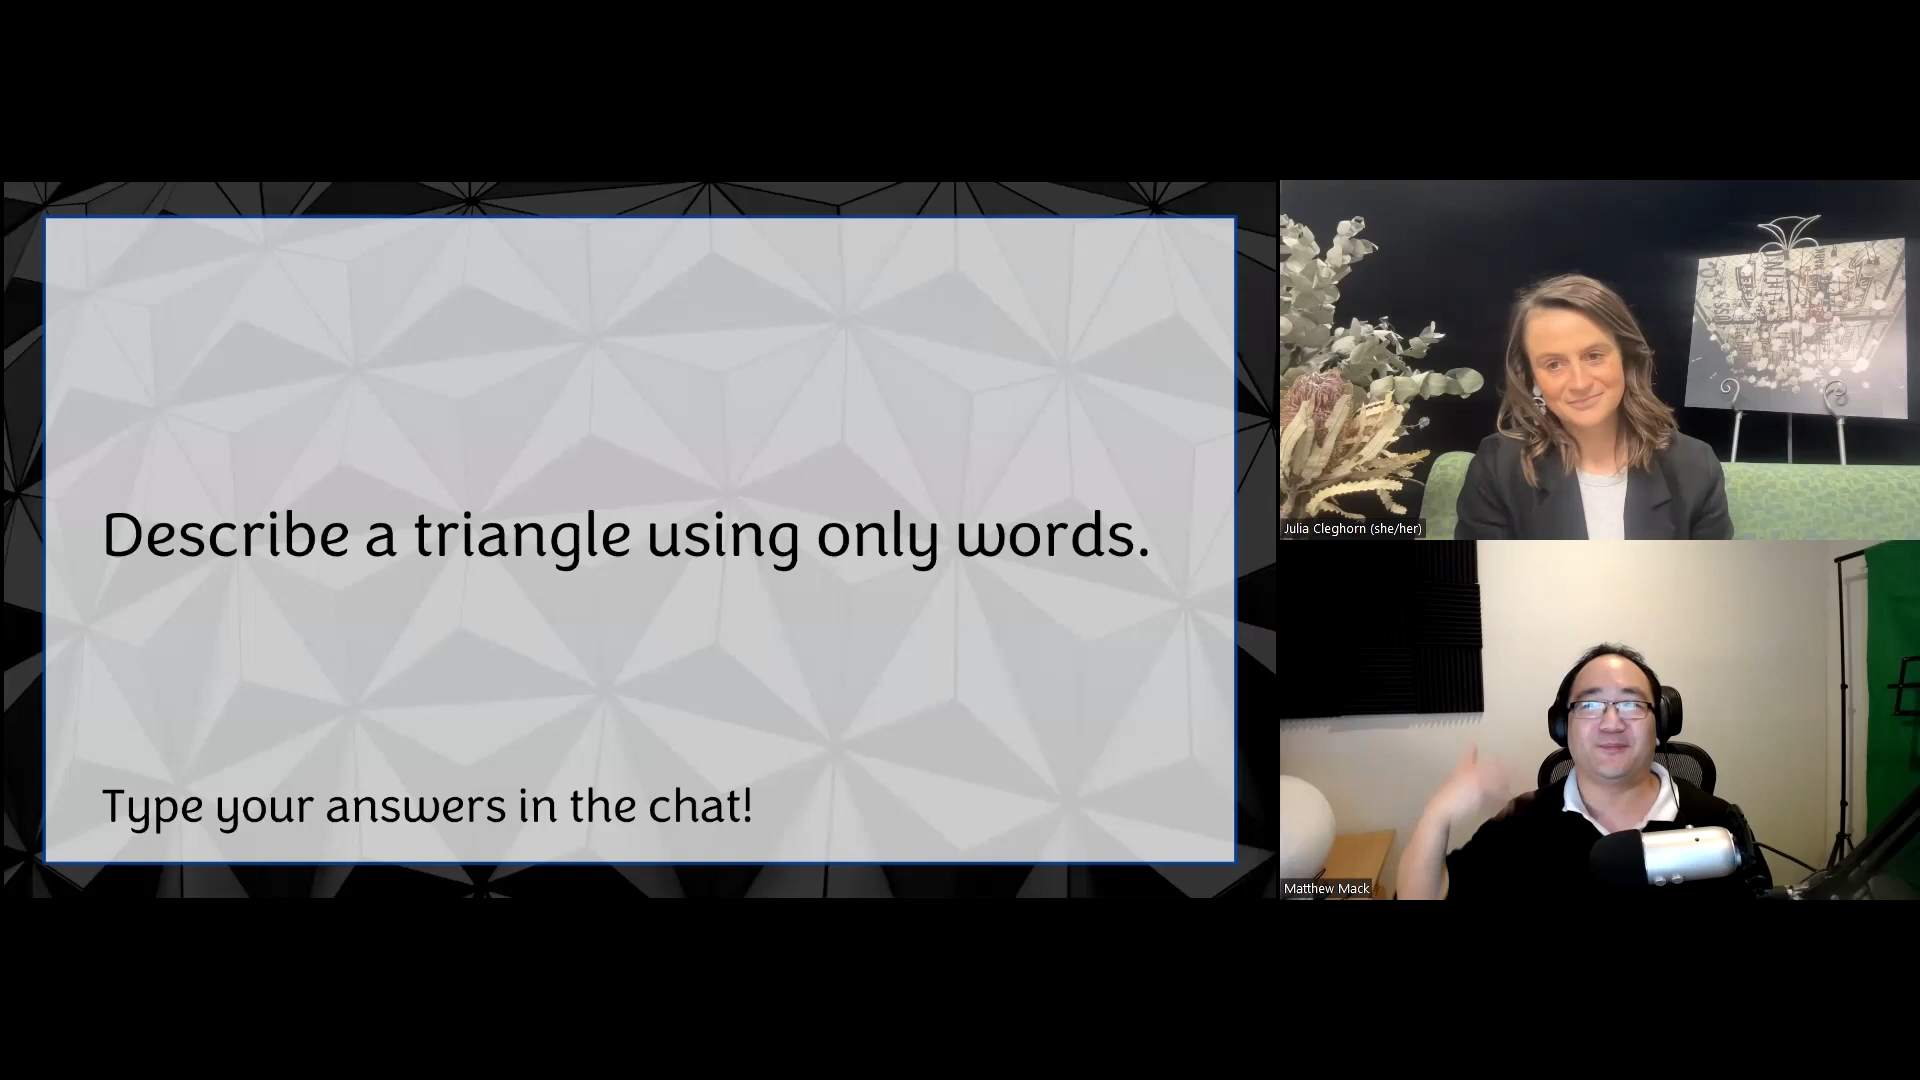 Describe a triangle using only words.
Type your answers in the chat!
Julia Cleghorn (she/her)
Matthew Mack